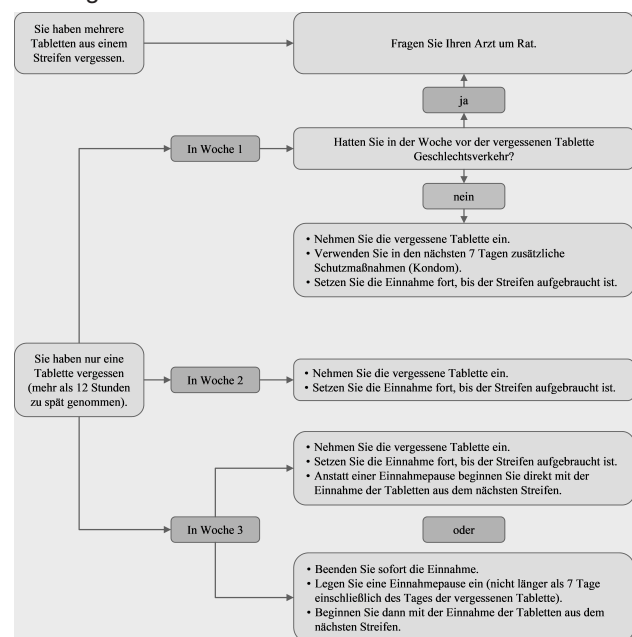 Sie haben mehrere
Tabletten aus einem
Streifen vergessen.
Fragen Sie Ihren Arzt um Rat.
ja
In Woche 1
Hatten Sie in der Woche vor der vergessenen Tablette
Geschlechtsverkehr?
nein
• Nehmen Sie die vergessene Tablette ein.
• Verwenden Sie in den nächsten 7 Tagen zusätzliche
Schutzmaßnahmen (Kondom).
• Setzen Sie die Einnahme fort, bis der Streifen aufgebraucht ist.
Sie haben nur eine
Tablette vergessen
(mehr als 12 Stunden
zu spät genommen).
In Woche 2
• Nehmen Sie die vergessene Tablette ein.
• Setzen Sie die Einnahme fort, bis der Streifen aufgebraucht ist.
• Nehmen Sie die vergessene Tablette ein.
• Setzen Sie die Einnahme fort, bis der Streifen aufgebraucht ist.
• Anstatt einer Einnahmepause beginnen Sie direkt mit der
Einnahme der Tabletten aus dem nächsten Streifen.
In Woche 3
oder
• Beenden Sie sofort die Einnahme.
• Legen Sie eine Einnahmepause ein (nicht länger als 7 Tage
einschließlich des Tages der vergessenen Tablette).
• Beginnen Sie dann mit der Einnahme der Tabletten aus dem
nächsten Streifen.